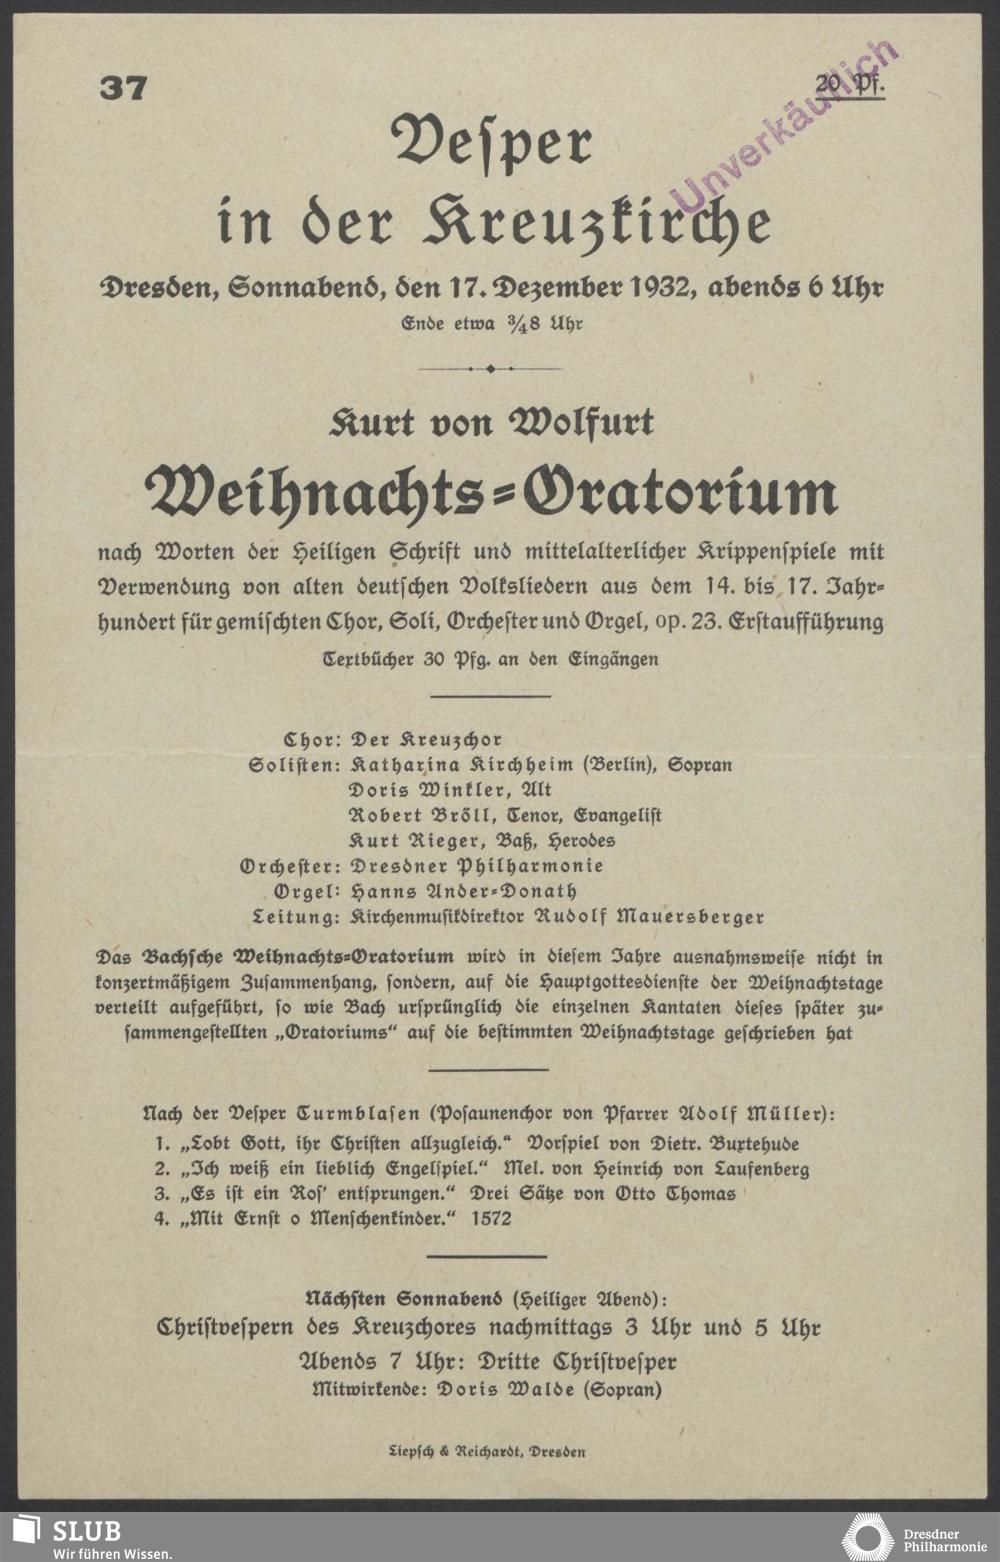 37
20 Pf.
Unverkäuflich
Vesper
in der Kreuzkirche
Dresden, Sonnabend, den 17. Dezember 1932, abends 6 Uhr
Ende etwa ¾8 Uhr
Kurt von Wolfurt
Weihnachts=Oratorium
nach Worten der Heiligen Schrift und mittelalterlicher Krippenspiele mit
Verwendung von alten deutschen Volksliedern aus dem 14. bis 17. Jahr=
hundert für gemischten Chor, Soli, Orchester und Orgel, op. 23. Erstaufführung
Textbücher 30 Pfg. an den Eingängen
Chor: Der Kreuzchor
Solisten: Katharina Kirchheim (Berlin), Sopran
Doris Winkler, Alt
Robert Bröll, Tenor, Evangelist
Kurt Rieger, Baß, Herodes
Orchester: Dresdner Philharmonie
Orgel: Hanns Ander=Donath
Leitung: Kirchenmusikdirektor Rudolf Mauersberger
Das Bachsche Weihnachts=Oratorium wird in diesem Jahre ausnahmsweise nicht in
konzertmäßigem Zusammenhang, sondern, auf die Hauptgottesdienste der Weihnachtstage
verteilt aufgeführt, so wie Bach ursprünglich die einzelnen Kantaten dieses später zu=
sammengestellten „Oratoriums“ auf die bestimmten Weihnachtstage geschrieben hat
Nach der Vesper Turmblasen (Posaunenchor von Pfarrer Adolf Müller):
1. „Lobt Gott, ihr Christen allzugleich.“ Vorspiel von Dietr. Buxtehude
2. „Ich weiß ein lieblich Engelspiel.“ Mel. von Heinrich von Laufenberg
3. „Es ist ein Ros’ entsprungen.“ Drei Sätze von Otto Thomas
4. „Mit Ernst o Menschenkinder.“ 1572
Nächsten Sonnabend (Heiliger Abend):
Christvespern des Kreuzchores nachmittags 3 Uhr und 5 Uhr
Abends 7 Uhr: Dritte Christvesper
Mitwirkende: Doris Walde (Sopran)
Liepsch & Reichardt, Dresden
SLUB
Wir führen Wissen.
Dresdner
Philharmonie